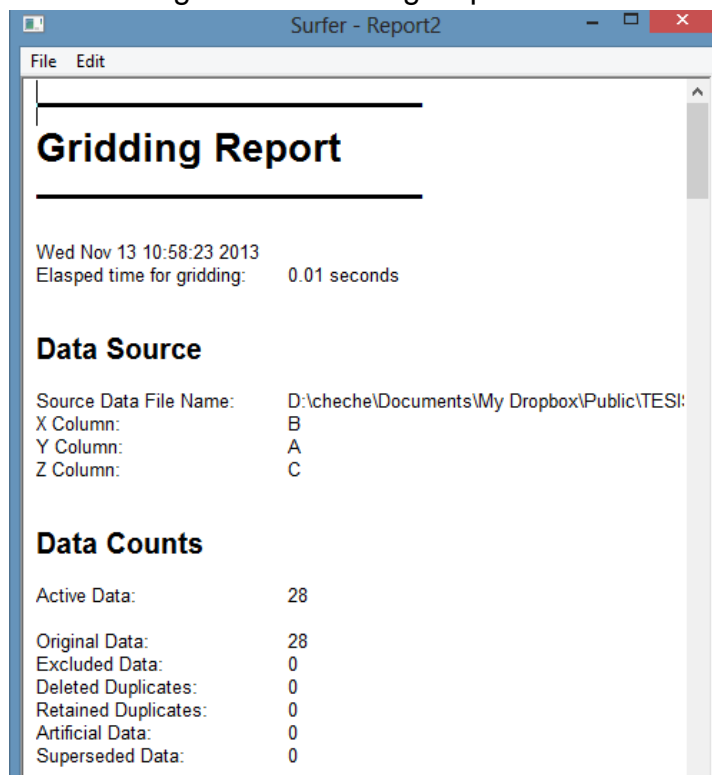 Surfer - Report2
File Edit
Gridding Report
Wed Nov 13 10:58:23 2013
Elasped time for gridding: 0.01 seconds
Data Source
Source Data File Name: D:\cheche\Documents\My Dropbox\Public\TESI
X Column: B
Y Column: A
Z Column: C
Data Counts
Active Data: 28
Original Data: 28
Excluded Data: 0
Deleted Duplicates: 0
Retained Duplicates: 0
Artificial Data: 0
Superseded Data: 0